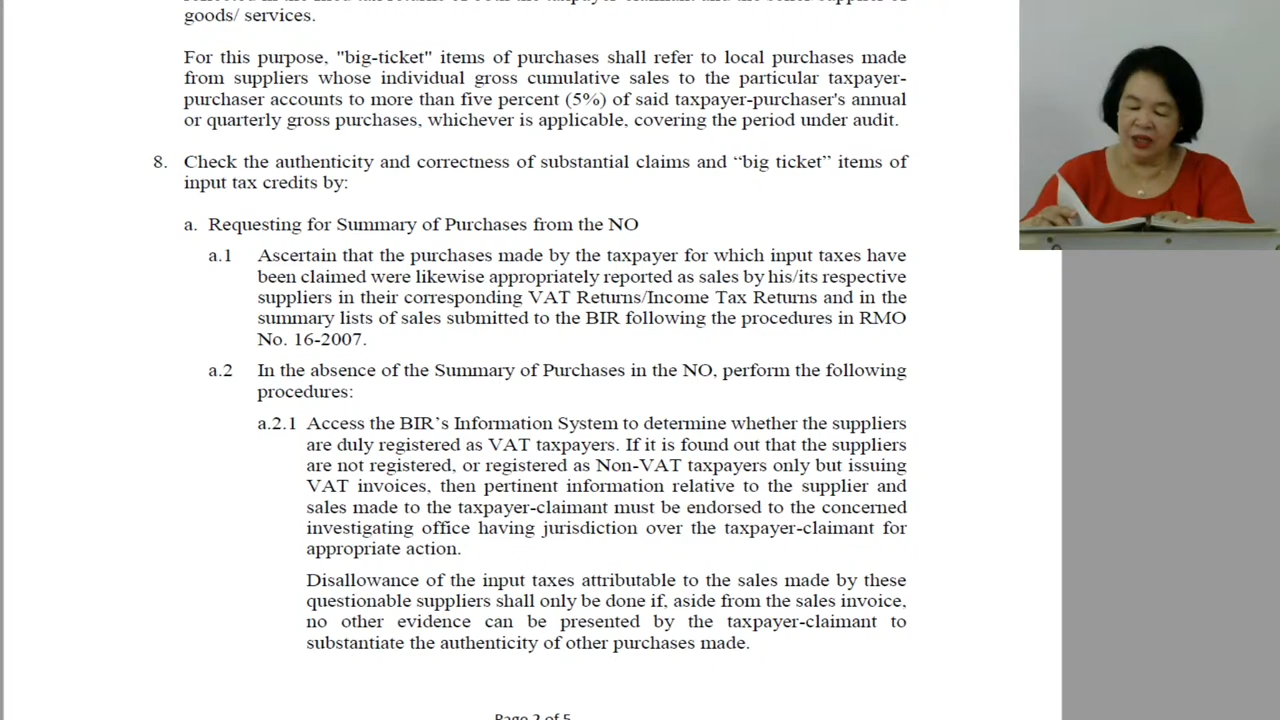 goods/ services.
For this purpose, "big-ticket" items of purchases shall refer to local purchases made
from suppliers whose individual gross cumulative sales to the particular taxpayer-
purchaser accounts to more than five percent (5%) of said taxpayer-purchaser's annual
or quarterly gross purchases, whichever is applicable, covering the period under audit.
8. Check the authenticity and correctness of substantial claims and “big ticket” items of
input tax credits by:
a. Requesting for Summary of Purchases from the NO
a.1 Ascertain that the purchases made by the taxpayer for which input taxes have
been claimed were likewise appropriately reported as sales by his/its respective
suppliers in their corresponding VAT Returns/Income Tax Returns and in the
summary lists of sales submitted to the BIR following the procedures in RMO
No. 16-2007.
a.2 In the absence of the Summary of Purchases in the NO, perform the following
procedures:
a.2.1 Access the BIR’s Information System to determine whether the suppliers
are duly registered as VAT taxpayers. If it is found out that the suppliers
are not registered, or registered as Non-VAT taxpayers only but issuing
VAT invoices, then pertinent information relative to the supplier and
sales made to the taxpayer-claimant must be endorsed to the concerned
investigating office having jurisdiction over the taxpayer-claimant for
appropriate action.
Disallowance of the input taxes attributable to the sales made by these
questionable suppliers shall only be done if, aside from the sales invoice,
no other evidence can be presented by the taxpayer-claimant to
substantiate the authenticity of other purchases made.
Page 2 of 5